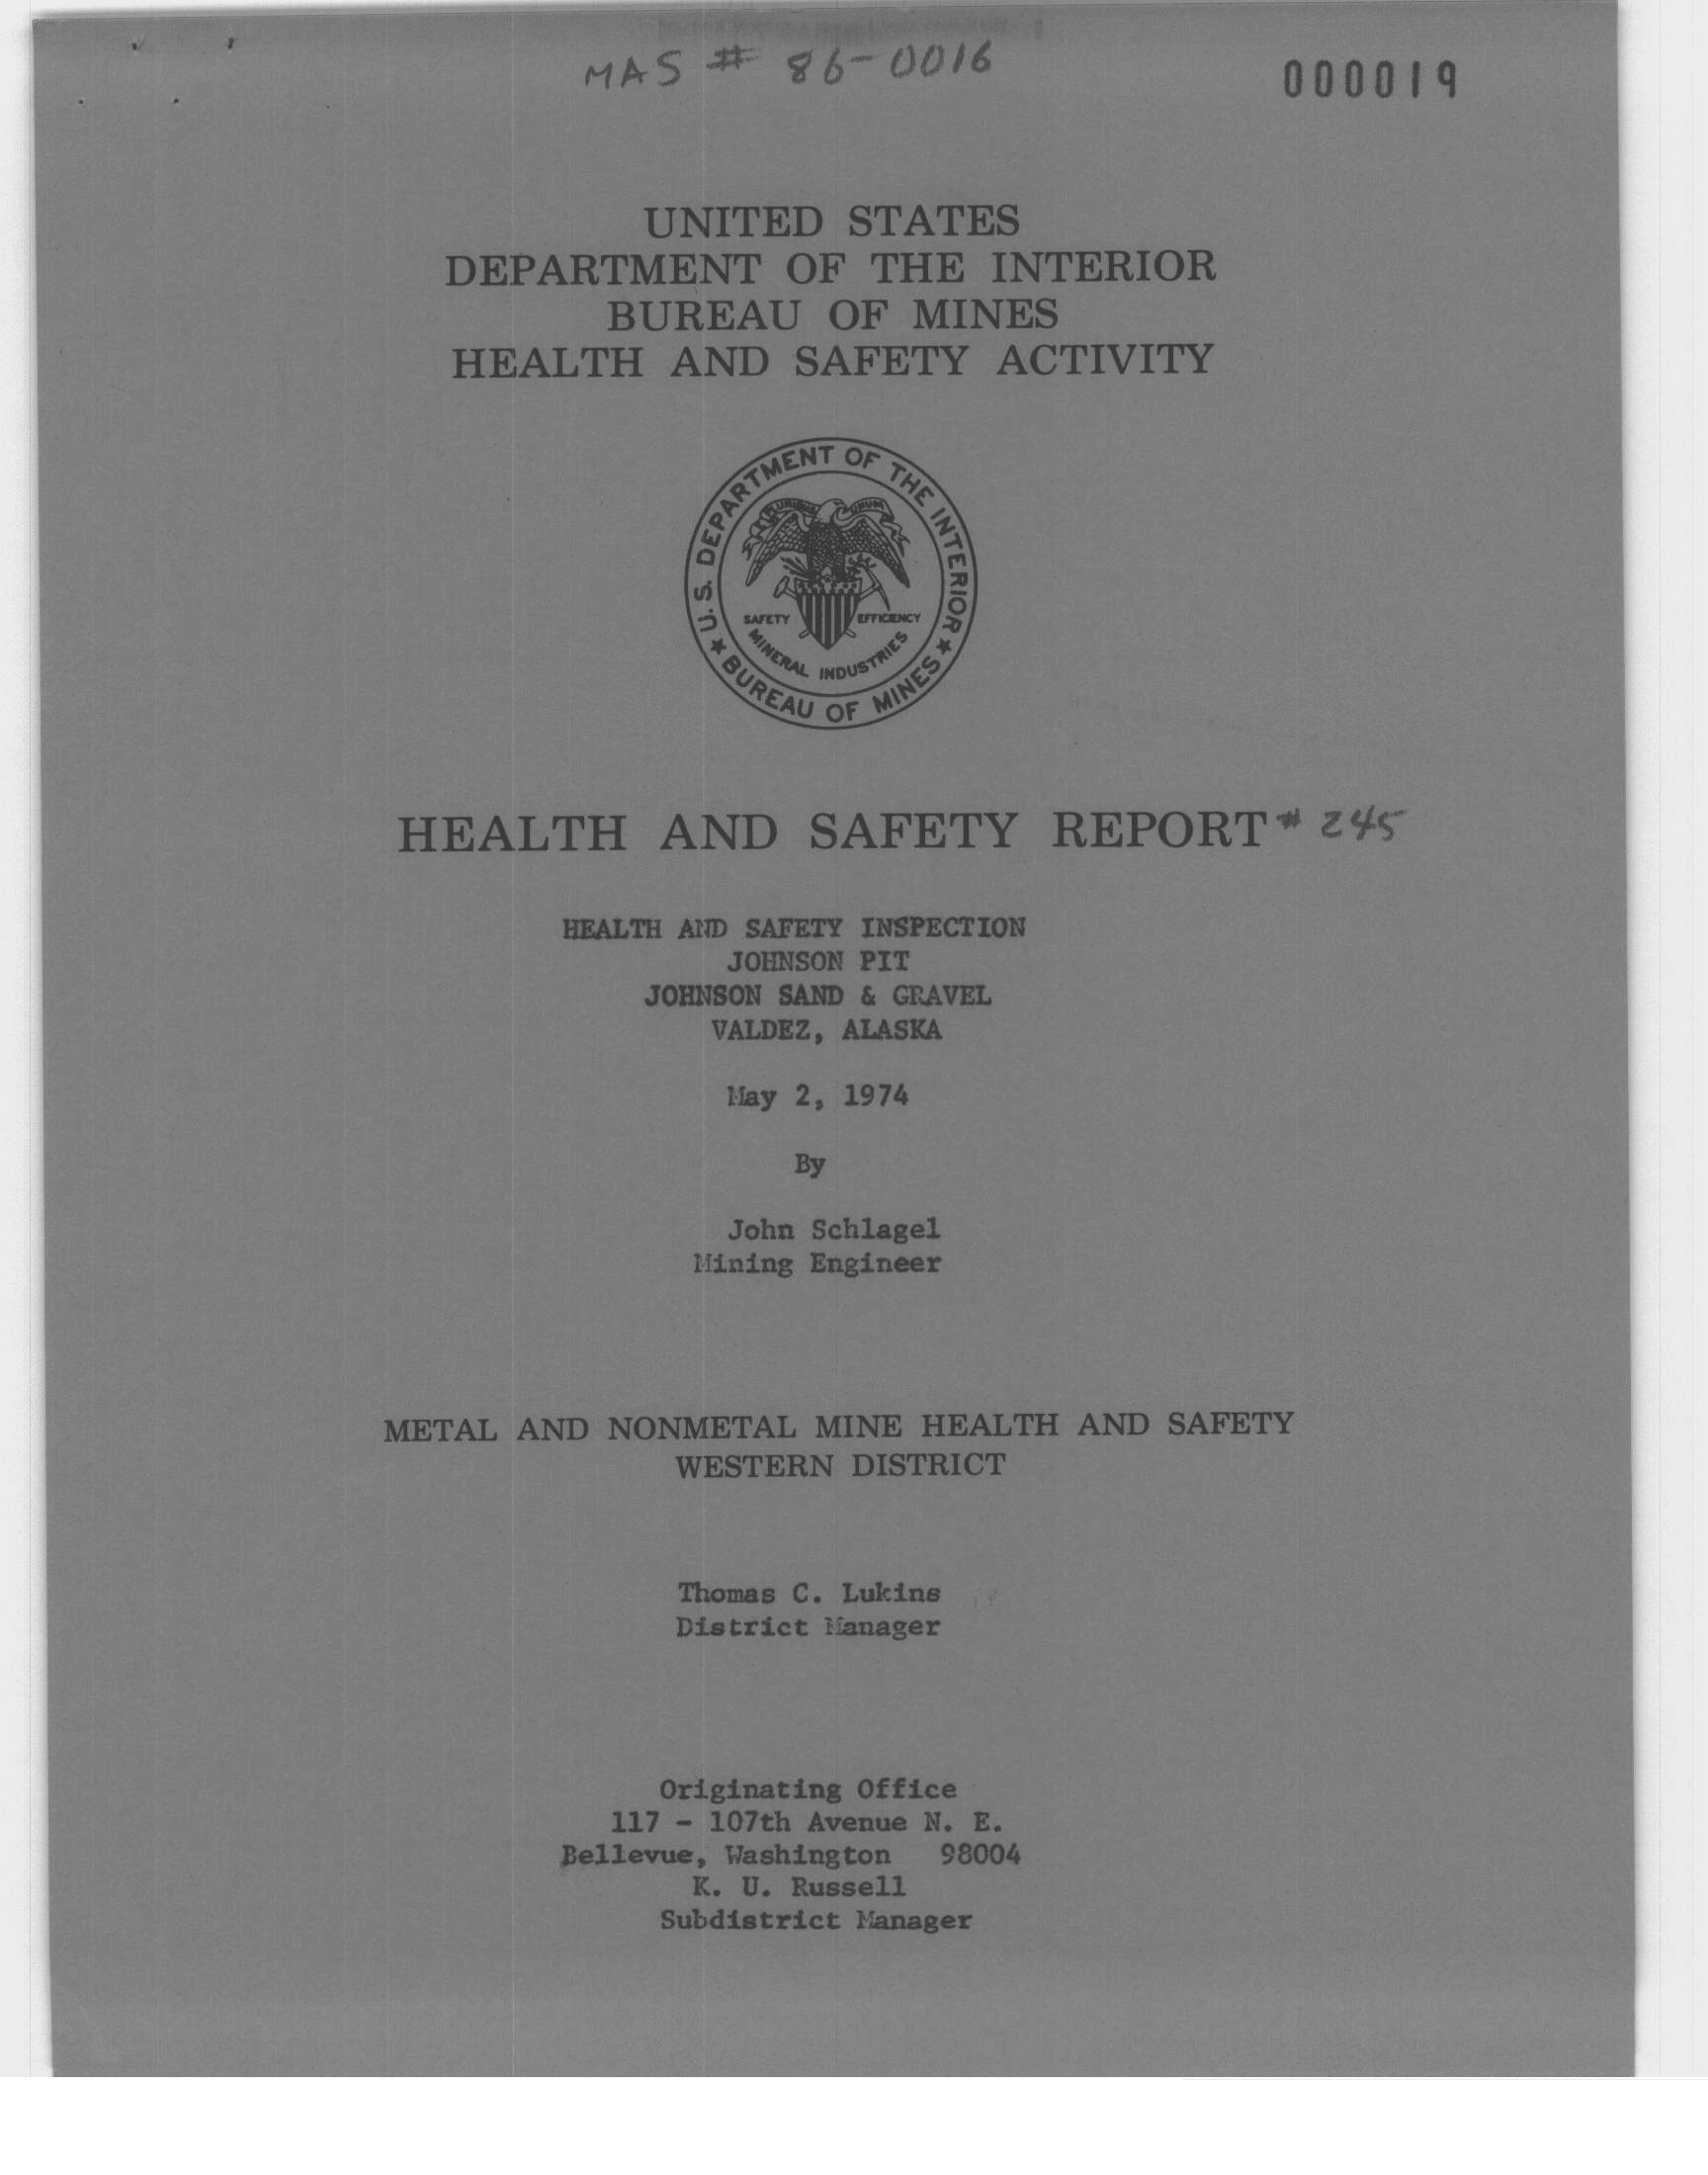 MAS # 86-0016
000019
UNITED STATES
DEPARTMENT OF THE INTERIOR
BUREAU OF MINES
HEALTH AND SAFETY ACTIVITY
U.S. DEPARTMENT OF THE INTERIOR
PLURIBUS UNUM
SAFETY EFFICIENCY
MINERAL INDUSTRIES
★ BUREAU OF MINES ★
HEALTH AND SAFETY REPORT # 245
HEALTH AND SAFETY INSPECTION
JOHNSON PIT
JOHNSON SAND & GRAVEL
VALDEZ, ALASKA
May 2, 1974
By
John Schlagel
Mining Engineer
METAL AND NONMETAL MINE HEALTH AND SAFETY
WESTERN DISTRICT
Thomas C. Lukins
District Manager
Originating Office
117 - 107th Avenue N. E.
Bellevue, Washington 98004
K. U. Russell
Subdistrict Manager